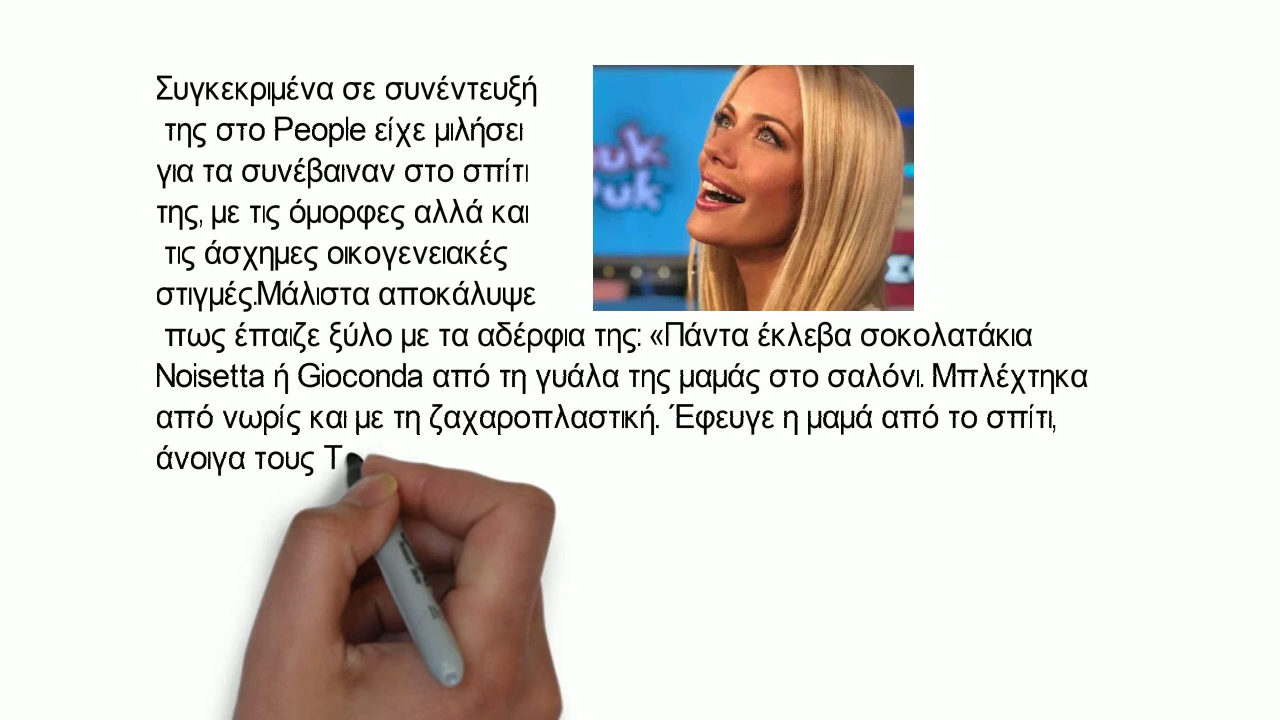 Συγκεκριμένα σε συνέντευξή
της στο People είχε μιλήσει
για τα συνέβαιναν στο σπίτι
της, με τις όμορφες αλλά και
τις άσχημες οικογενειακές
στιγμές.Μάλιστα αποκάλυψε
πως έπαιζε ξύλο με τα αδέρφια της: «Πάντα έκλεβα σοκολατάκια
Noisetta ή Gioconda από τη γυάλα της μαμάς στο σαλόνι. Μπλέχτηκα
από νωρίς και με τη ζαχαροπλαστική. Έφευγε η μαμά από το σπίτι,
άνοιγα τους Τ